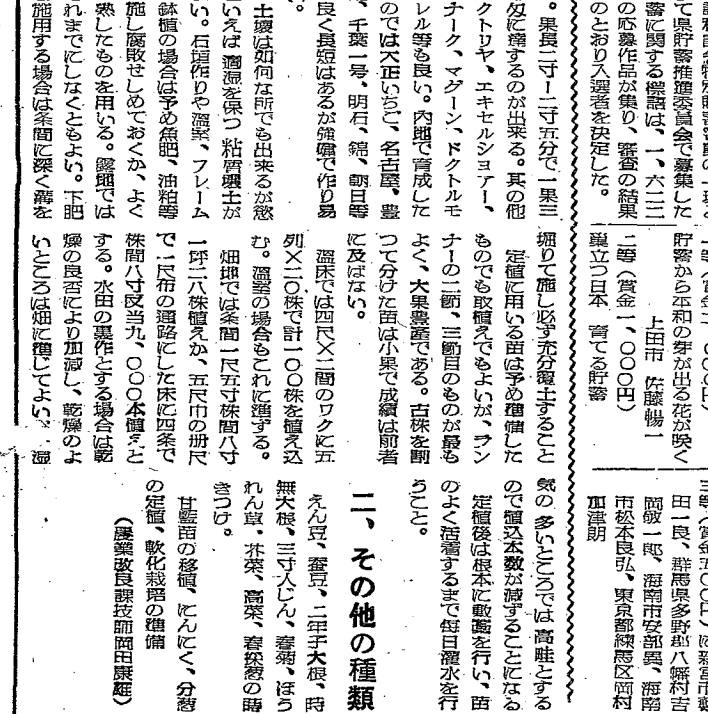 て県貯蓄推進委員会で募集した
蓄に関する標語は、一、六二二
の応募作品が集り、審査の結果
のとおり入選者を決定した。
貯蓄から平和の芽が出る花が咲く
上田市 佐藤暢一
二等（賞金一、〇〇〇円）
巣立つ日本 育てる貯蓄
三等（賞金五〇〇円）
田一良、群馬県多野郡八幡村吉
岡敏一郎、海南市安部異、海南
市松本良弘、東京都練馬区岡村
加津朗
。果長二寸一二寸五分で一果三
匁に達するのが出来る。其の他
クトリヤ、エキセルショアー、
ナーク、マグーン、ドクトルモ
レル等も良い。内地で育成した
のでは大正いちご、名古屋、豊
、千葉一号、明石、錦、朝日等
良く長短はあるが強健で作り易
。
土壌は如何な所でも出来るが慾
いえば 適湿を保つ 粘質壌土が
い。石垣作りや温室、フレーム
鉢植の場合は予め魚肥、油粕等
施し腐敗せしめておくか、よく
熟したものを用いる。露地では
れまでにしなくともよい。下肥
施用する場合は条間に深く溝を
堀りて施し必ず充分覆土すること
定植に用いる苗は予め準備した
ものでも取植えでもよいが、ラン
ナーの二節、三節目のものが最も
よく、大果豊産である。古株を割
つて分けた苗は小果で成績は前者
に及ばない。
温床では四尺×二間のワクに五
列×二〇株で計一〇〇株を植え込
む。温室の場合もこれに準ずる。
畑地では条間一尺五寸株間八寸
一坪二八株植えか、五尺巾の册尺
で一尺布の通路にした床に四条で
株間八寸反当九、〇〇〇本植えと
する。水田の裏作とする場合は乾
燥の良否により加減し、乾燥のよ
いところは畑に準じてよいが、湿
気の 多いところでは 高畦とする
ので植込本数が減ずることになる
定植後は根本に敷藁を行い、苗
のよく活着するまで毎日灌水を行
うこと。
二、その他の種類
えん豆、蚕豆、二年子大根、時
無大根、三寸人じん、春菊、ほう
れん草、芥菜、高菜、春採葱の時
きつけ。
甘藍苗の移植、にんにく、分葱
の定植、軟化栽培の準備
（農業改良課技師岡田康雄）